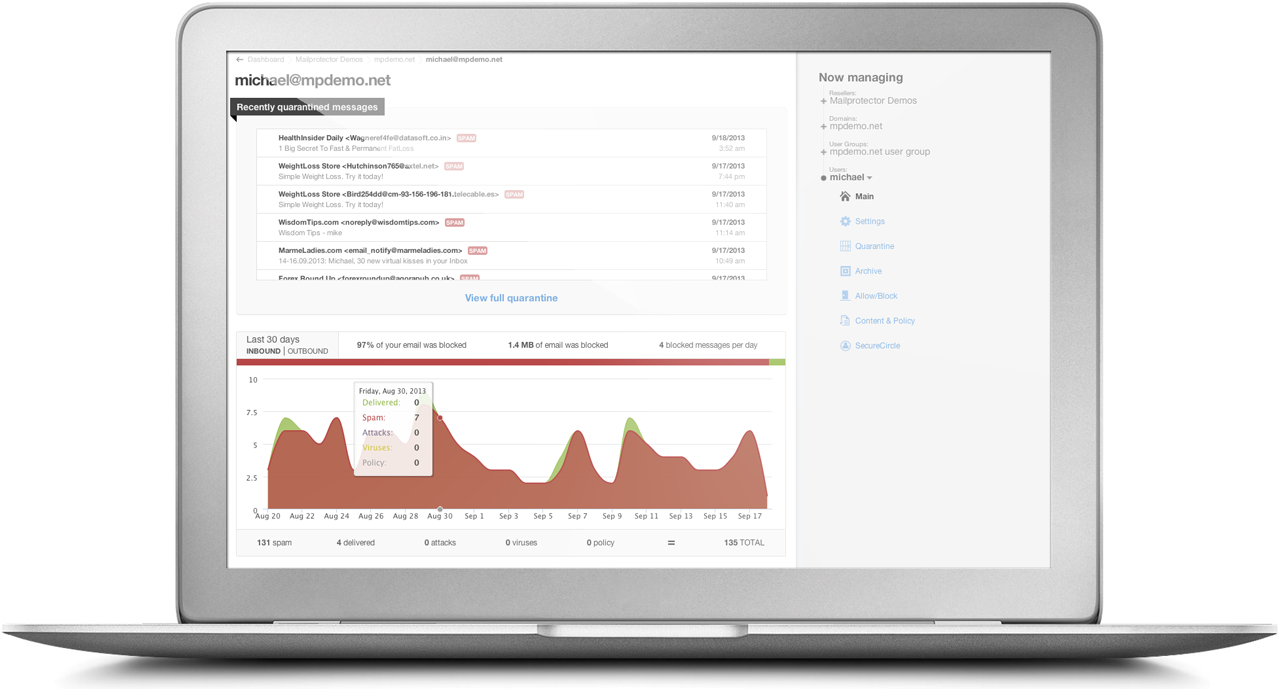 ← Dashboard Mailprotector Demos mpdemo.net michael@mpdemo.net
michael@mpdemo.net
Recently quarantined messages
HealthInsider Daily <Wagneref4fe@datasoft.co.in> SPAM 9/18/2013
1 Big Secret To Fast & Permanent FatLoss 3:52 am
WeightLoss Store <Hutchinson765@axtel.net> SPAM 9/17/2013
Simple Weight Loss. Try it today! 7:44 pm
WeightLoss Store <Bird254dd@cm-93-156-196-181.telecable.es> SPAM 9/17/2013
Simple Weight Loss. Try it today! 11:40 am
WisdomTips.com <noreply@wisdomtips.com> SPAM 9/17/2013
Wisdom Tips - mike 11:14 am
MarmeLadies.com <email_notify@marmeladies.com> SPAM 9/17/2013
14-16.09.2013: Michael, 30 new virtual kisses in your Inbox 10:49 am
Forex Round Up <forexroundup@agorapub.co.uk> SPAM 9/17/2013
View full quarantine
Last 30 days
INBOUND | OUTBOUND
97% of your email was blocked
1.4 MB of email was blocked
4 blocked messages per day
10
7.5
5
2.5
0
Friday, Aug 30, 2013
Delivered: 0
Spam: 7
Attacks: 0
Viruses: 0
Policy: 0
Aug 20 Aug 22 Aug 24 Aug 26 Aug 28 Aug 30 Sep 1 Sep 3 Sep 5 Sep 7 Sep 9 Sep 11 Sep 13 Sep 15 Sep 17
131 spam 4 delivered 0 attacks 0 viruses 0 policy = 135 TOTAL
Now managing
Resellers:
+ Mailprotector Demos
Domains:
+ mpdemo.net
User Groups:
+ mpdemo.net user group
Users:
michael
Main
Settings
Quarantine
Archive
Allow/Block
Content & Policy
SecureCircle